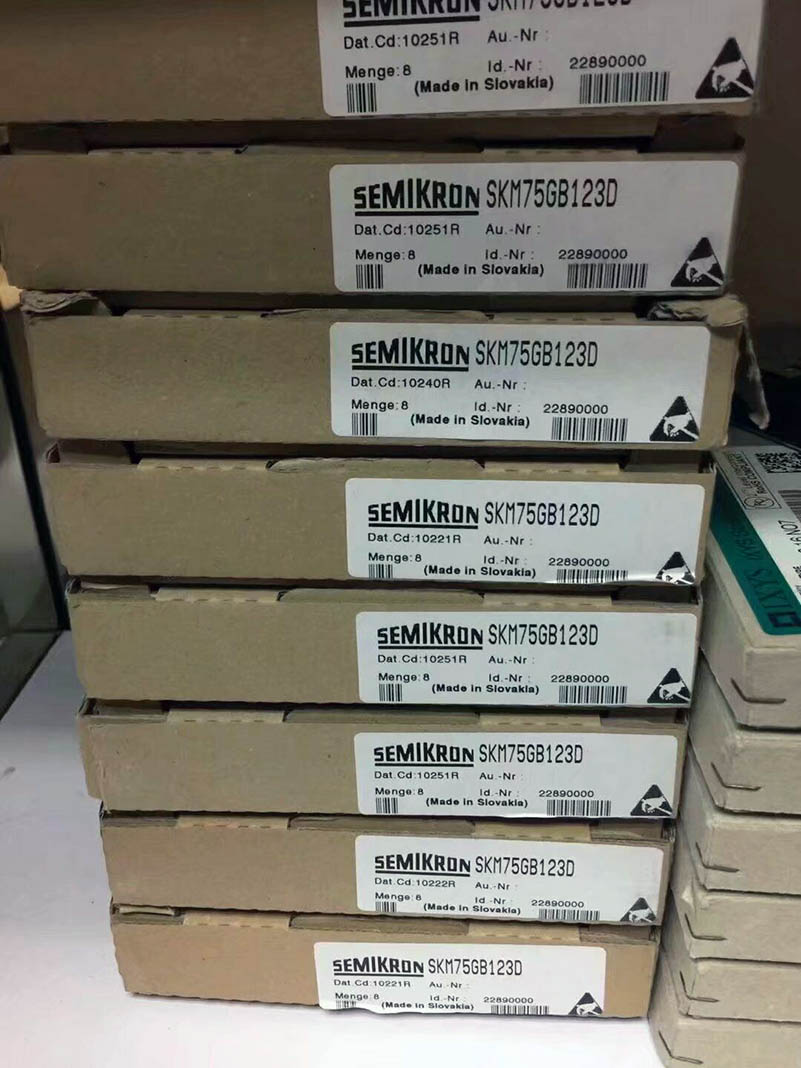 SEMIKRON SKM75GB123D
Dat.Cd:10251R Au.-Nr :
Menge:8 Id.-Nr : 22890000
(Made in Slovakia)
SEMIKRON SKM75GB123D
Dat.Cd:10251R Au.-Nr :
Menge:8 Id.-Nr : 22890000
(Made in Slovakia)
SEMIKRON SKM75GB123D
Dat.Cd:10240R Au.-Nr :
Menge:8 Id.-Nr : 22890000
(Made in Slovakia)
SEMIKRON SKM75GB123D
Dat.Cd:10221R Au.-Nr :
Menge:8 Id.-Nr : 22890000
(Made in Slovakia)
SEMIKRON SKM75GB123D
Dat.Cd:10251R Au.-Nr :
Menge:8 Id.-Nr : 22890000
(Made in Slovakia)
SEMIKRON SKM75GB123D
Dat.Cd:10251R Au.-Nr :
Menge:8 Id.-Nr : 22890000
(Made in Slovakia)
SEMIKRON SKM75GB123D
Dat.Cd:10222R Au.-Nr :
Menge:6 Id.-Nr : 22890000
(Made in Slovakia)
SEMIKRON SKM75GB123D
Dat.Cd:10221R Au.-Nr :
Menge:8 Id.-Nr : 22890000
(Made in Slovakia)
IXYS